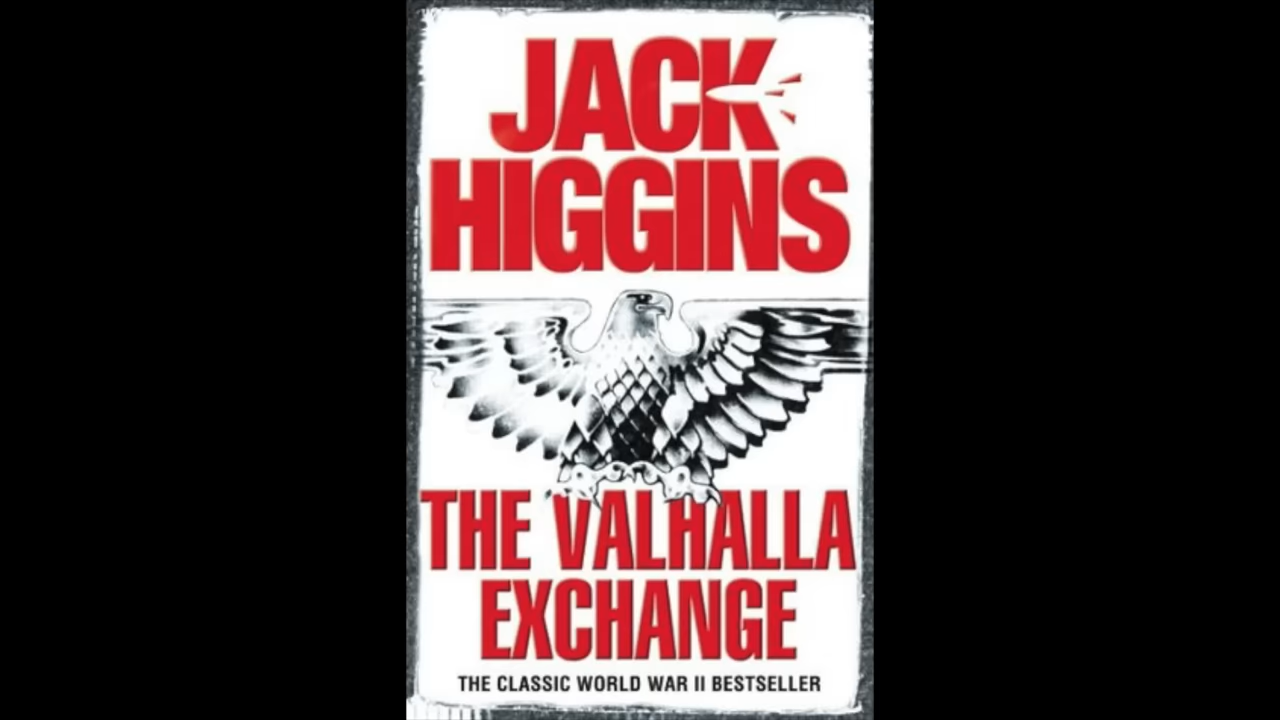 JACK
HIGGINS
THE VALHALLA
EXCHANGE
THE CLASSIC WORLD WAR II BESTSELLER